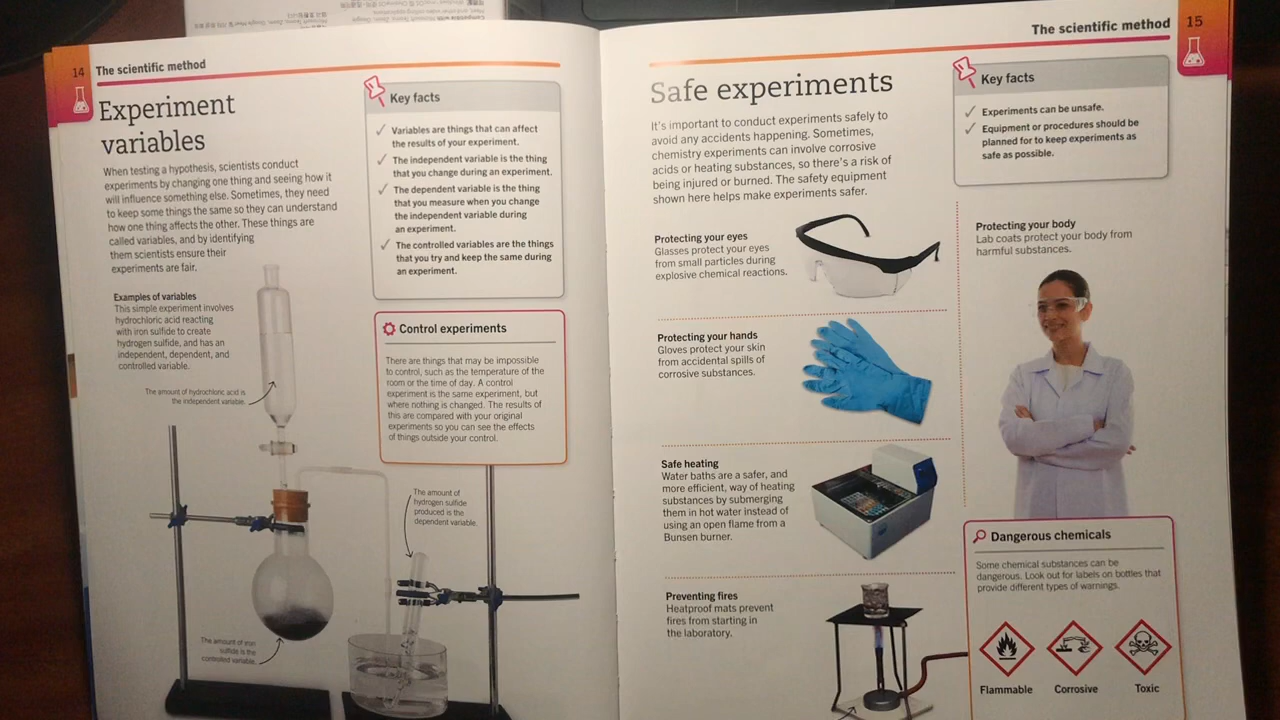 14 The scientific method
Experiment
variables
When testing a hypothesis, scientists conduct
experiments by changing one thing and seeing how it
will influence something else. Sometimes, they need
to keep some things the same so they can understand
how one thing affects the other. These things are
called variables, and by identifying
them scientists ensure their
experiments are fair.
Examples of variables
This simple experiment involves
hydrochloric acid reacting
with iron sulfide to create
hydrogen sulfide, and has an
independent, dependent, and
controlled variable.
The amount of hydrochloric acid is
the independent variable.
The amount of iron
sulfide is the
controlled variable.
Key facts
✓ Variables are things that can affect
the results of your experiment.
✓ The independent variable is the thing
that you change during an experiment.
✓ The dependent variable is the thing
that you measure when you change
the independent variable during
an experiment.
✓ The controlled variables are the things
that you try and keep the same during
an experiment.
Control experiments
There are things that may be impossible
to control, such as the temperature of the
room or the time of day. A control
experiment is the same experiment, but
where nothing is changed. The results of
this are compared with your original
experiments so you can see the effects
of things outside your control.
The amount of
hydrogen sulfide
produced is the
dependent variable.
The scientific method 15
Safe experiments
It's important to conduct experiments safely to
avoid any accidents happening. Sometimes,
chemistry experiments can involve corrosive
acids or heating substances, so there's a risk of
being injured or burned. The safety equipment
shown here helps make experiments safer.
Key facts
✓ Experiments can be unsafe.
✓ Equipment or procedures should be
planned for to keep experiments as
safe as possible.
Protecting your eyes
Glasses protect your eyes
from small particles during
explosive chemical reactions.
Protecting your hands
Gloves protect your skin
from accidental spills of
corrosive substances.
Safe heating
Water baths are a safer, and
more efficient, way of heating
substances by submerging
them in hot water instead of
using an open flame from a
Bunsen burner.
Preventing fires
Heatproof mats prevent
fires from starting in
the laboratory.
Protecting your body
Lab coats protect your body from
harmful substances.
Dangerous chemicals
Some chemical substances can be
dangerous. Look out for labels on bottles that
provide different types of warnings.
Flammable Corrosive Toxic